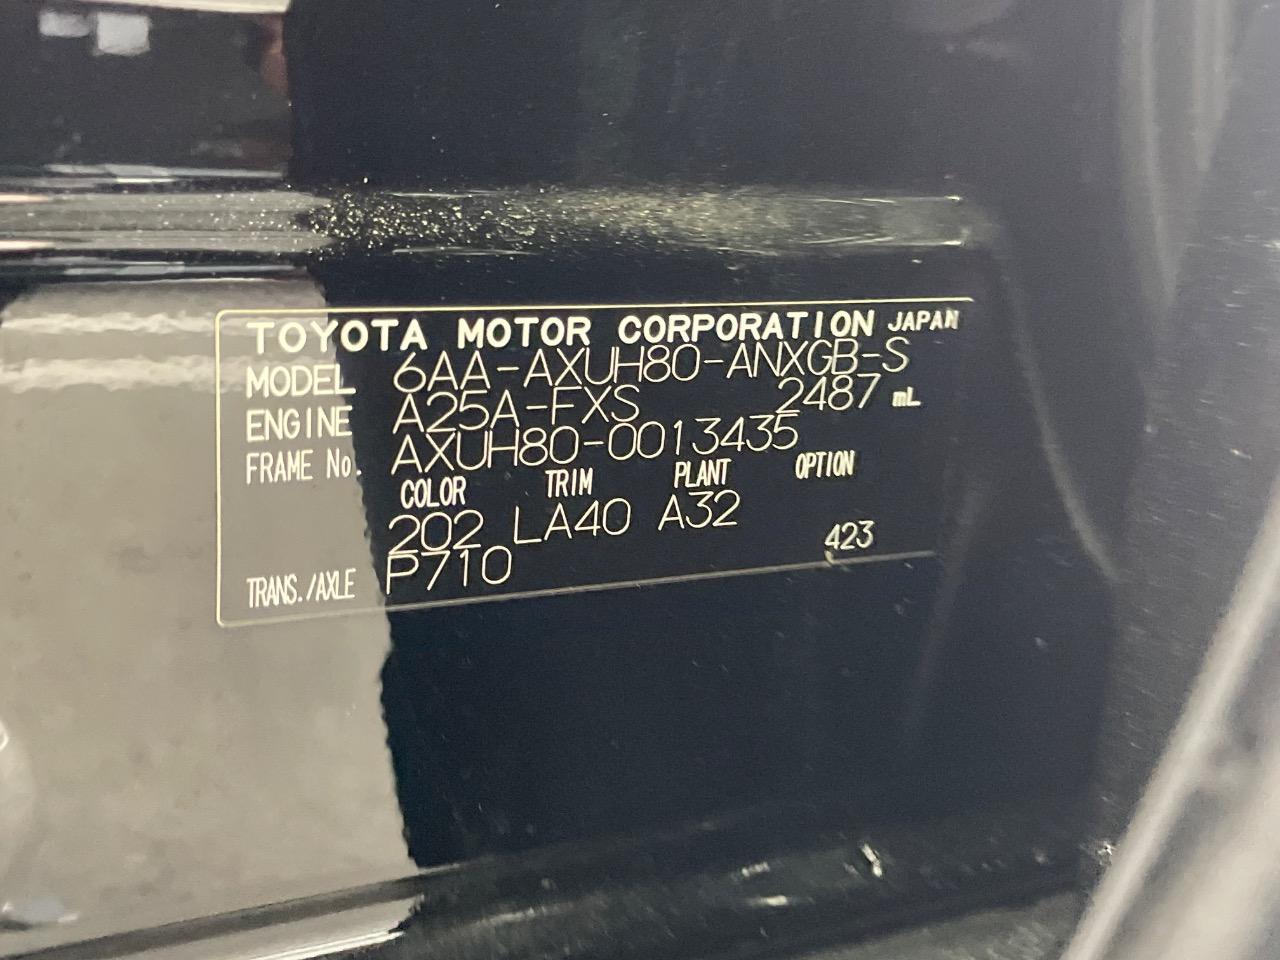 TOYOTA MOTOR CORPORATION JAPAN
MODEL 6AA-AXUH80-ANXGB-S
ENGINE A25A-FXS 2487 mL
FRAME No. AXUH80-0013435
COLOR TRIM PLANT OPTION
202 LA40 A32 423
TRANS./AXLE P710